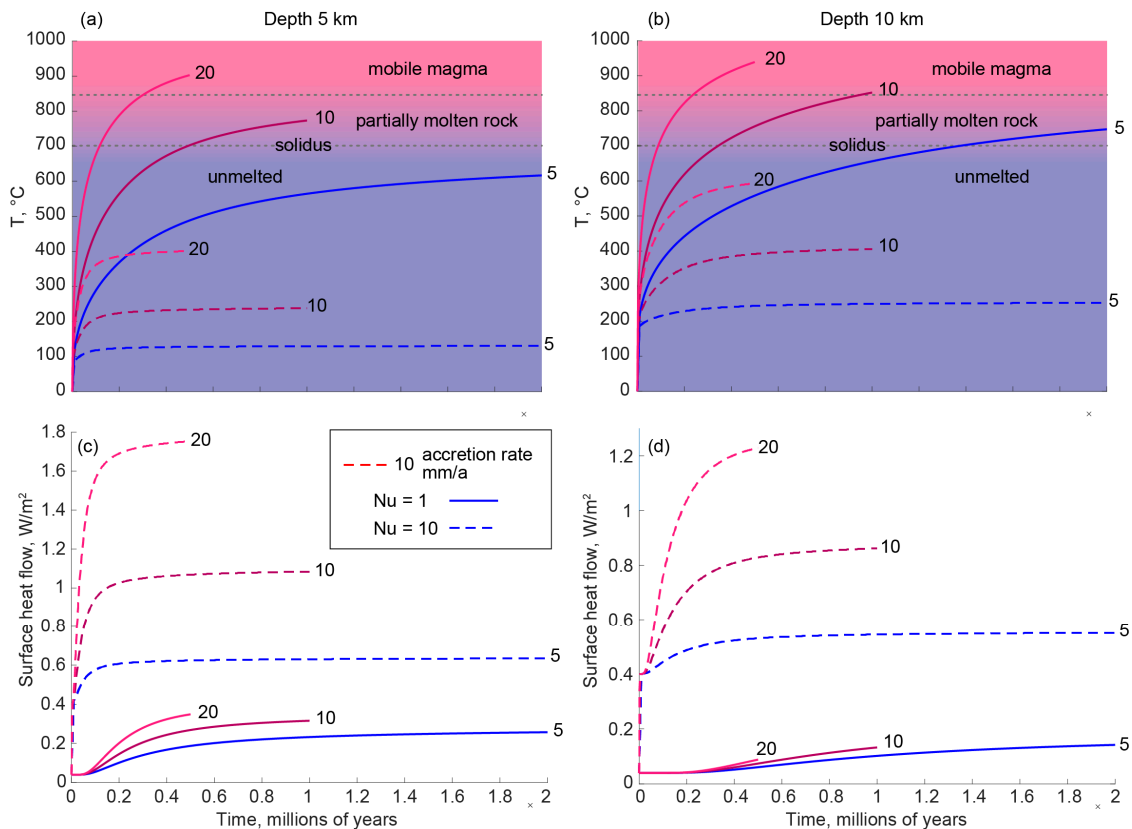 (a)
Depth 5 km
1000
900
800
700
600
500
400
300
200
100
0
T, °C
20
mobile magma
10
partially molten rock
solidus
5
unmelted
20
10
5
×
(b)
Depth 10 km
1000
900
800
700
600
500
400
300
200
100
0
T, °C
20
mobile magma
10
partially molten rock
5
solidus
20
unmelted
10
5
×
(c)
1.8
1.6
1.4
1.2
1
0.8
0.6
0.4
0.2
0
Surface heat flow, W/m²
20
10
5
20
10
5
10 accretion rate
mm/a
Nu = 1
Nu = 10
0 0.2 0.4 0.6 0.8 1 1.2 1.4 1.6 1.8 2
×
Time, millions of years
(d)
1.2
1
0.8
0.6
0.4
0.2
0
Surface heat flow, W/m²
20
10
5
20
10
5
0 0.2 0.4 0.6 0.8 1 1.2 1.4 1.6 1.8 2
×
Time, millions of years